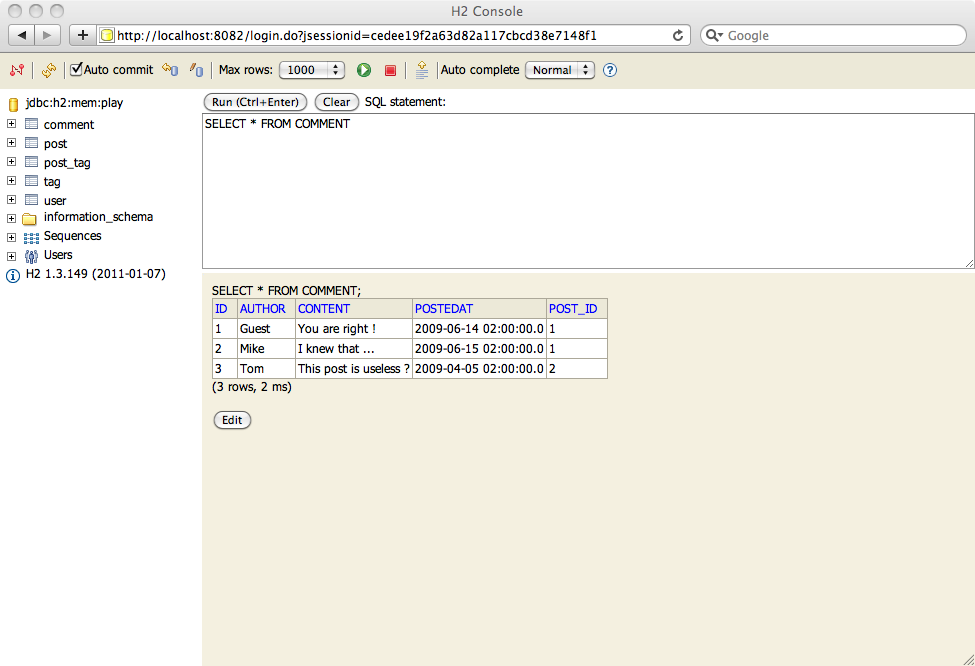 H2 Console
http://localhost:8082/login.do?jsessionid=cedee19f2a63d82a117cbcd38e7148f1
Google
Auto commit
Max rows:
1000
Auto complete
Normal
?
jdbc:h2:mem:play
comment
post
post_tag
tag
user
information_schema
Sequences
Users
H2 1.3.149 (2011-01-07)
Run (Ctrl+Enter)
Clear
SQL statement:
SELECT * FROM COMMENT
SELECT * FROM COMMENT;
ID AUTHOR CONTENT POSTEDAT POST_ID
1 Guest You are right ! 2009-06-14 02:00:00.0 1
2 Mike I knew that ... 2009-06-15 02:00:00.0 1
3 Tom This post is useless ? 2009-04-05 02:00:00.0 2
(3 rows, 2 ms)
Edit